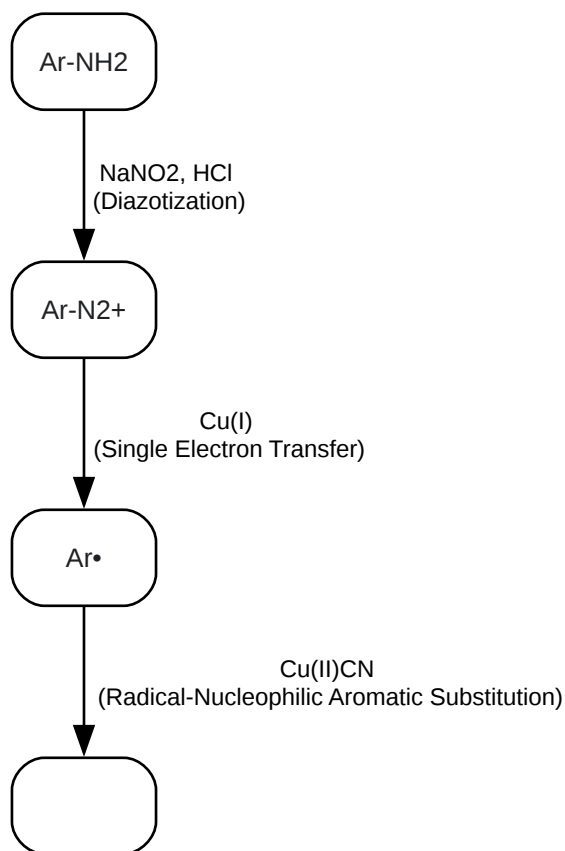 Ar-NH2
NaNO2, HCl
(Diazotization)
Ar-N2+
Cu(I)
(Single Electron Transfer)
Ar•
Cu(II)CN
(Radical-Nucleophilic Aromatic Substitution)